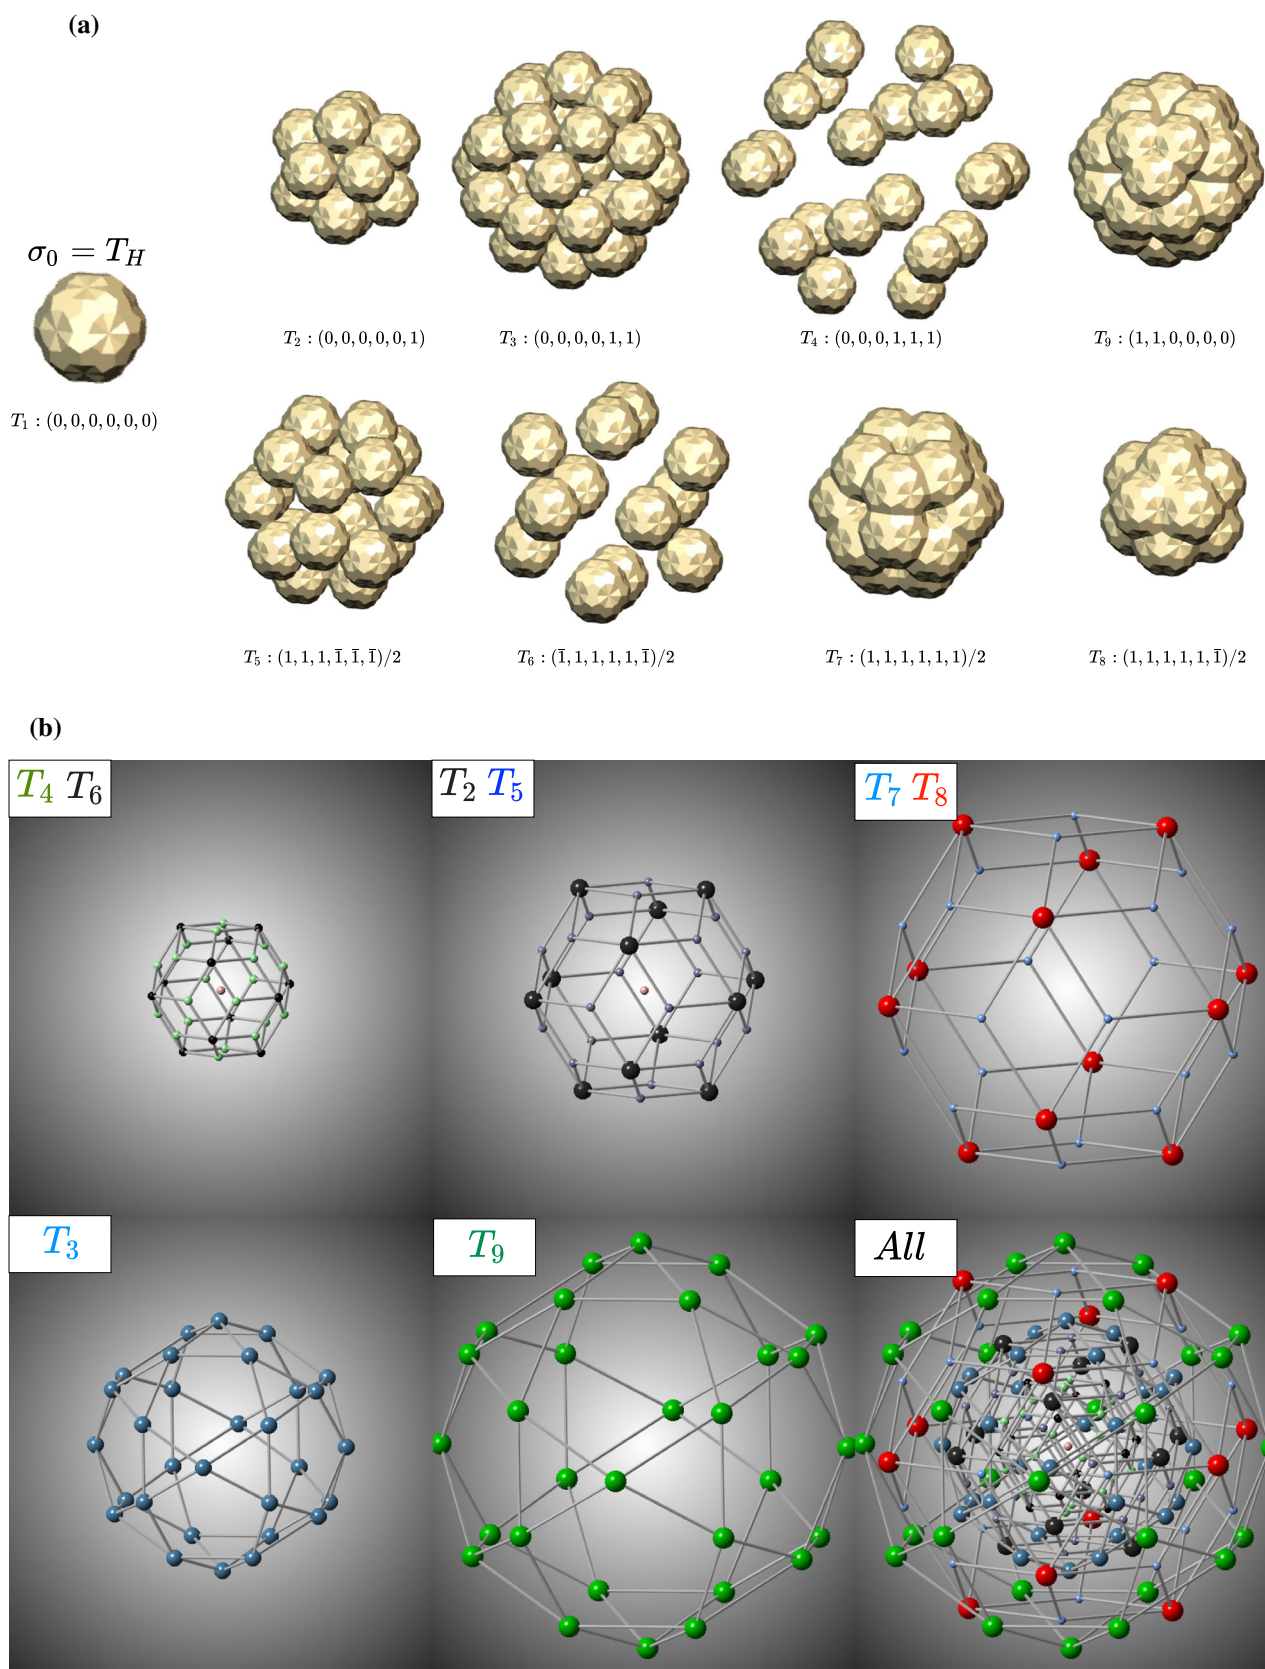 (a)
σ₀ = T_H
T₁ : (0, 0, 0, 0, 0, 0)
T₂ : (0, 0, 0, 0, 0, 1)
T₃ : (0, 0, 0, 0, 1, 1)
T₄ : (0, 0, 0, 1, 1, 1)
T₉ : (1, 1, 0, 0, 0, 0)
T₅ : (1, 1, 1, 1̅, 1̅, 1̅)/2
T₆ : (1̅, 1, 1, 1, 1, 1̅)/2
T₇ : (1, 1, 1, 1, 1, 1)/2
T₈ : (1, 1, 1, 1, 1, 1̅)/2
(b)
T₄ T₆
T₂ T₅
T₇ T₈
T₃
T₉
All